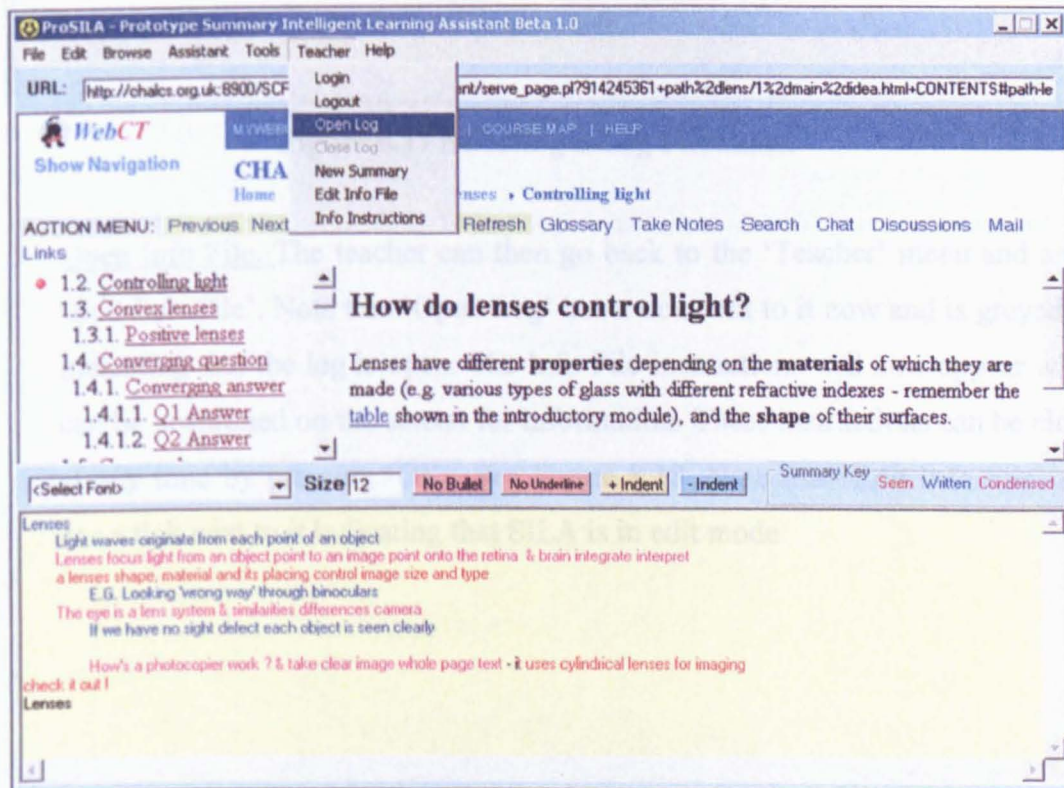 ProSILA - Prototype Summary Intelligent Learning Assistant Beta 1.0
File Edit Browse Assistant Tools Teacher Help
Login
Logout
Open Log
Close Log
New Summary
Edit Info File
Info Instructions
URL: http://chalcs.org.uk:8900/SCF nt/serve_page.pl?914245361+path%2diens/1%2dmain%2didea.html+CONTENTS#path-le
WebCT
| COURSE MAP | HELP
Show Navigation
CHA
Home nses › Controlling light
ACTION MENU: Previous Next Refresh Glossary Take Notes Search Chat Discussions Mail
Links
1.2. Controlling light
1.3. Convex lenses
1.3.1. Positive lenses
1.4. Converging question
1.4.1. Converging answer
1.4.1.1. Q1 Answer
1.4.1.2. Q2 Answer
How do lenses control light?
Lenses have different properties depending on the materials of which they are
made (e.g. various types of glass with different refractive indexes - remember the
table shown in the introductory module), and the shape of their surfaces.
<Select Font> Size 12 No Bullet No Underline + Indent - Indent
Summary Key
Seen Written Condensed
Lenses
Light waves originate from each point of an object
Lenses focus light from an object point to an image point onto the retina & brain integrate interpret
a lenses shape, material and its placing control image size and type
E.G. Looking 'wrong way' through binoculars
The eye is a lens system & similarities differences camera
If we have no sight defect each object is seen clearly
How's a photocopier work ? & take clear image whole page text - it uses cylindrical lenses for imaging
check it out !
Lenses